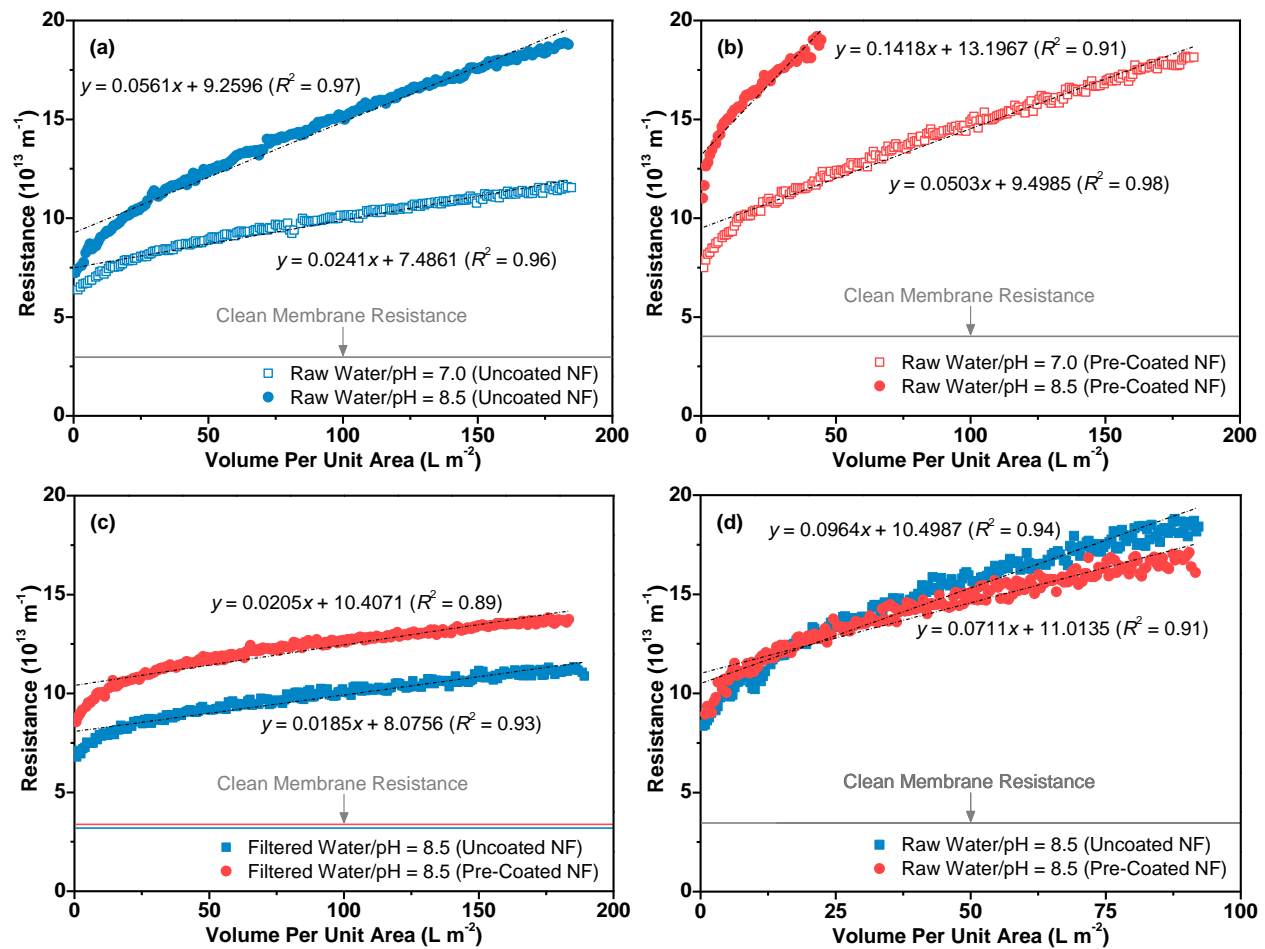 (a)
y = 0.0561x + 9.2596 (R² = 0.97)
y = 0.0241x + 7.4861 (R² = 0.96)
Clean Membrane Resistance
Raw Water/pH = 7.0 (Uncoated NF)
Raw Water/pH = 8.5 (Uncoated NF)
Resistance (10¹³ m⁻¹)
20
15
10
5
0
0 50 100 150 200
Volume Per Unit Area (L m⁻²)
(b)
y = 0.1418x + 13.1967 (R² = 0.91)
y = 0.0503x + 9.4985 (R² = 0.98)
Clean Membrane Resistance
Raw Water/pH = 7.0 (Pre-Coated NF)
Raw Water/pH = 8.5 (Pre-Coated NF)
Resistance (10¹³ m⁻¹)
20
15
10
5
0
0 50 100 150 200
Volume Per Unit Area (L m⁻²)
(c)
y = 0.0205x + 10.4071 (R² = 0.89)
y = 0.0185x + 8.0756 (R² = 0.93)
Clean Membrane Resistance
Filtered Water/pH = 8.5 (Uncoated NF)
Filtered Water/pH = 8.5 (Pre-Coated NF)
Resistance (10¹³ m⁻¹)
20
15
10
5
0
0 50 100 150 200
Volume Per Unit Area (L m⁻²)
(d)
y = 0.0964x + 10.4987 (R² = 0.94)
y = 0.0711x + 11.0135 (R² = 0.91)
Clean Membrane Resistance
Raw Water/pH = 8.5 (Uncoated NF)
Raw Water/pH = 8.5 (Pre-Coated NF)
Resistance (10¹³ m⁻¹)
20
15
10
5
0
0 25 50 75 100
Volume Per Unit Area (L m⁻²)